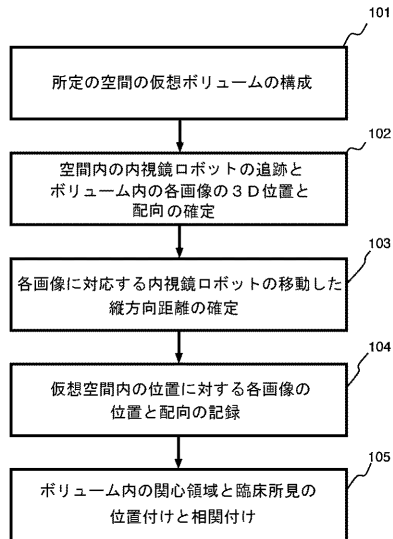 101
所定の空間の仮想ボリュームの構成
102
空間内の内視鏡ロボットの追跡と
ボリューム内の各画像の3D位置と
配向の確定
103
各画像に対応する内視鏡ロボットの移動した
縦方向距離の確定
104
仮想空間内の位置に対する各画像の
位置と配向の記録
105
ボリューム内の関心領域と臨床所見の
位置付けと相関付け